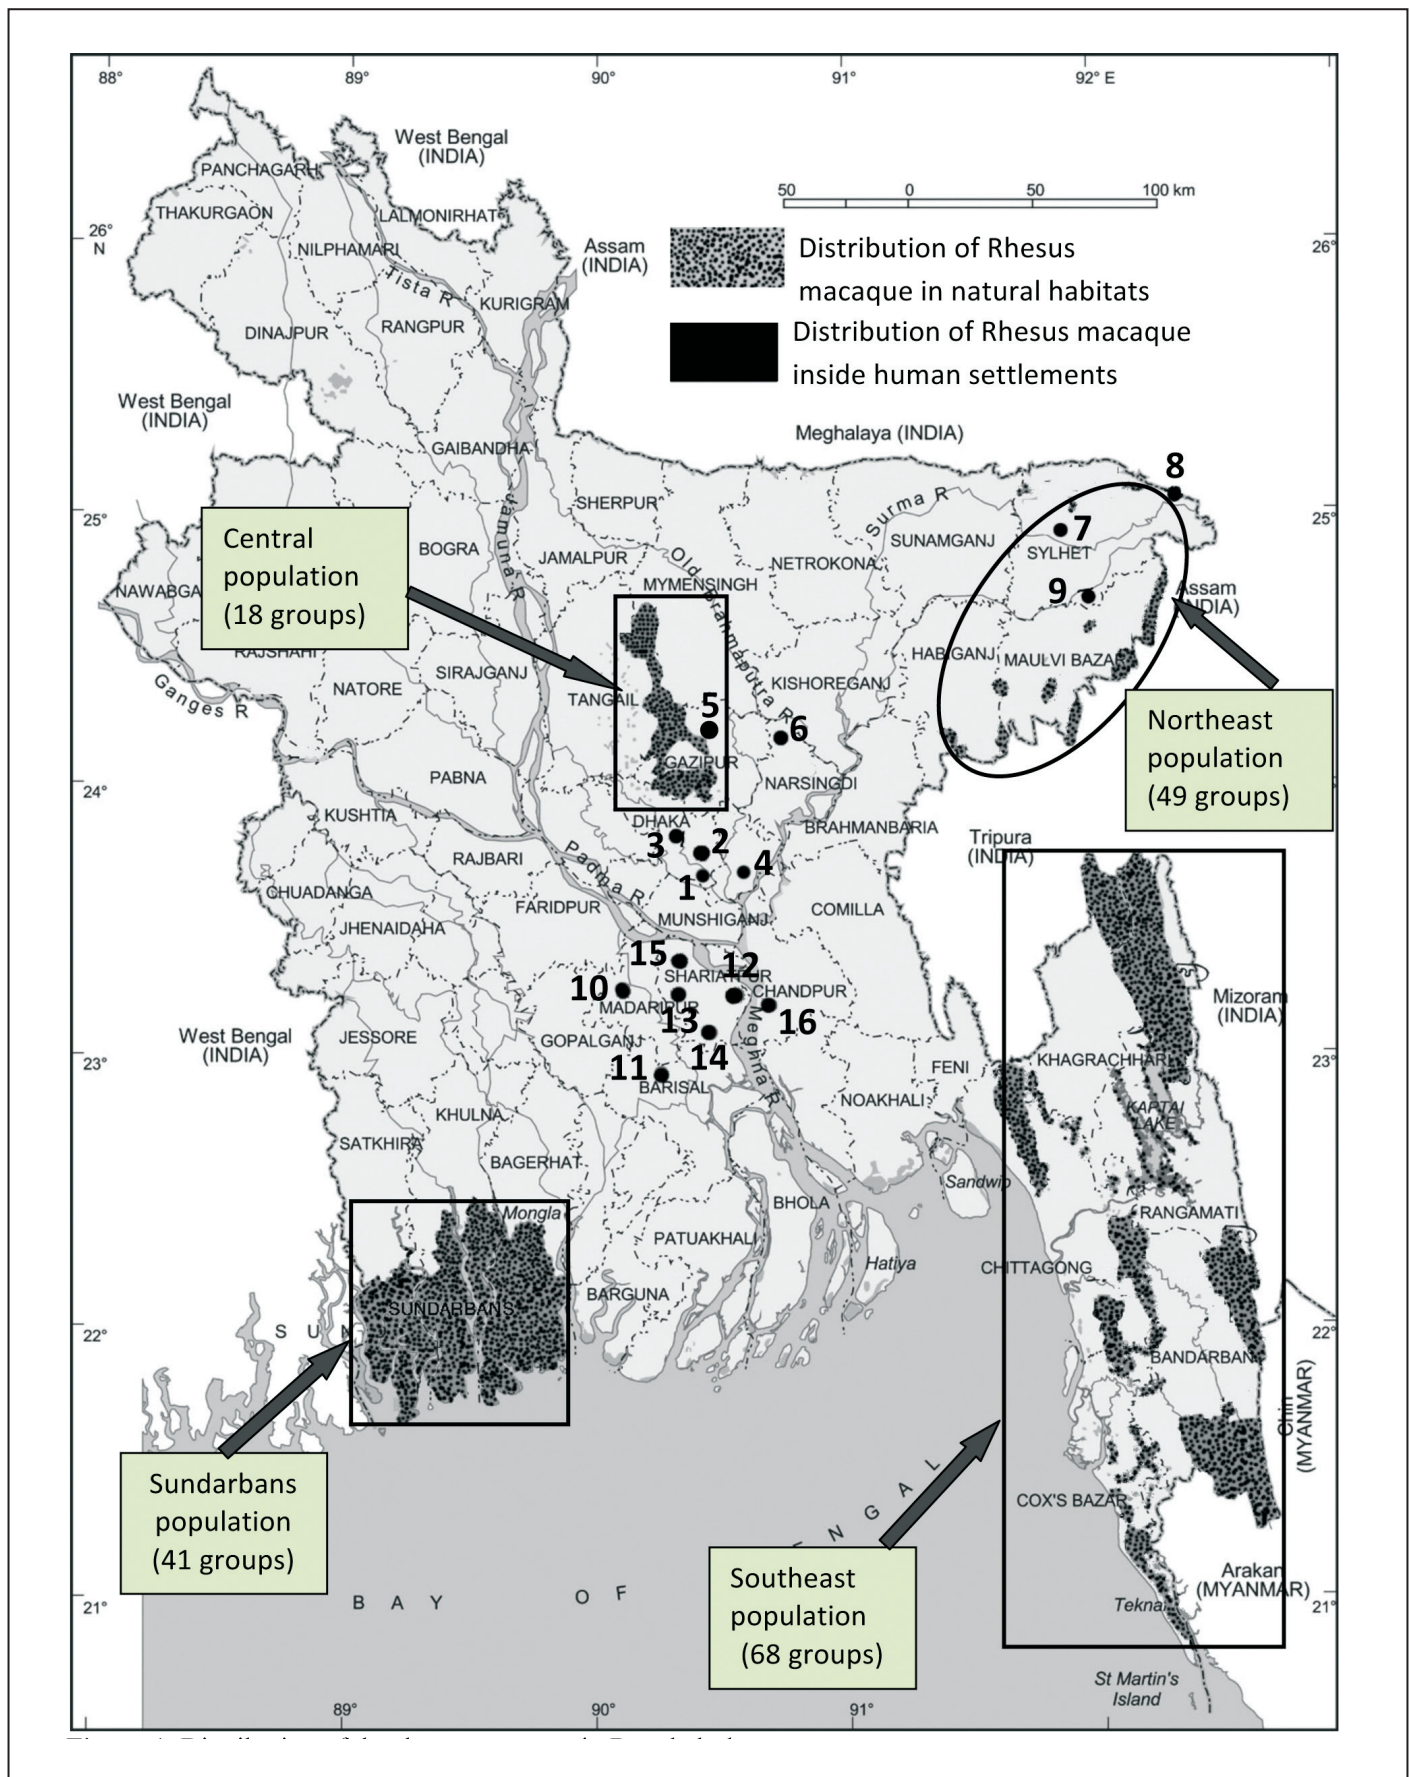 88°
89°
90°
91°
92° E
West Bengal
(INDIA)
PANCHAGARH
THAKURGAON
LALMONIRHAT
NILPHAMARI
26°
N
Assam
(INDIA)
26°
Tista R
KURIGRAM
DINAJPUR
RANGPUR
50
0
50
100 km
Distribution of Rhesus
macaque in natural habitats
Distribution of Rhesus macaque
inside human settlements
West Bengal
(INDIA)
Meghalaya (INDIA)
GAIBANDHA
8
SHERPUR
Surma R
25°
25°
Jamuna R
Central
population
(18 groups)
BOGRA
JAMALPUR
Old Brahmaputra R
NETROKONA
SUNAMGANJ
7
SYLHET
MYMENSINGH
9
NAWABGA
Assam
RAJSHAHI
HABIGANJ
MAULVI BAZA
SIRAJGANJ
NATORE
TANGAIL
KISHOREGANJ
Ganges R
5
6
Northeast
population
(49 groups)
GAZIPUR
PABNA
NARSINGDI
24°
KUSHTIA
DHAKA
BRAHMANBARIA
Tripura
(INDIA)
3
2
4
1
RAJBARI
Padma R
CHUADANGA
FARIDPUR
MUNSHIGANJ
COMILLA
JHENAIDAHA
15
12
SHARIATPUR
10
CHANDPUR
MADARIPUR
13
16
Mizoram
(INDIA)
West Bengal
(INDIA)
JESSORE
GOPALGANJ
14
Meghna R
23°
23°
11
BARISAL
FENI
KHAGRACHHARI
NOAKHALI
KAPTAI
LAKE
KHULNA
SATKHIRA
BAGERHAT
Sandwip
BHOLA
Mongla
RANGAMATI
PATUAKHALI
Hatiya
CHITTAGONG
BARGUNA
SUNDARBANS
S U N
22°
22°
BANDARBAN
Chin
(MYANMAR)
Sundarbans
population
(41 groups)
COX'S BAZAR
B A Y
O F
E N G A L
Southeast
population
(68 groups)
Arakan
(MYANMAR)
Teknaf
21°
21°
St Martin's
Island
89°
90°
91°